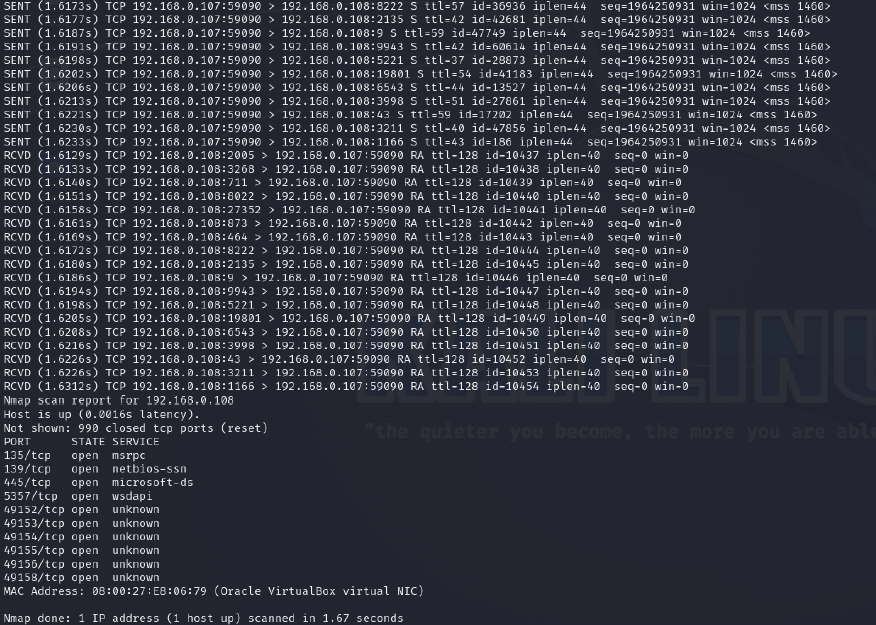 SENT (1.6173s) TCP 192.168.0.107:59090 > 192.168.0.108:8222 S ttl=57 id=36936 iplen=44  seq=1964250931 win=1024 <mss 1460>
SENT (1.6177s) TCP 192.168.0.107:59090 > 192.168.0.108:2135 S ttl=42 id=42681 iplen=44  seq=1964250931 win=1024 <mss 1460>
SENT (1.6187s) TCP 192.168.0.107:59090 > 192.168.0.108:9 S ttl=59 id=47749 iplen=44  seq=1964250931 win=1024 <mss 1460>
SENT (1.6191s) TCP 192.168.0.107:59090 > 192.168.0.108:9943 S ttl=42 id=60614 iplen=44  seq=1964250931 win=1024 <mss 1460>
SENT (1.6198s) TCP 192.168.0.107:59090 > 192.168.0.108:5221 S ttl=37 id=28873 iplen=44  seq=1964250931 win=1024 <mss 1460>
SENT (1.6202s) TCP 192.168.0.107:59090 > 192.168.0.108:19801 S ttl=54 id=41183 iplen=44  seq=1964250931 win=1024 <mss 1460>
SENT (1.6206s) TCP 192.168.0.107:59090 > 192.168.0.108:6543 S ttl=44 id=13527 iplen=44  seq=1964250931 win=1024 <mss 1460>
SENT (1.6213s) TCP 192.168.0.107:59090 > 192.168.0.108:3998 S ttl=51 id=27861 iplen=44  seq=1964250931 win=1024 <mss 1460>
SENT (1.6221s) TCP 192.168.0.107:59090 > 192.168.0.108:43 S ttl=59 id=17202 iplen=44  seq=1964250931 win=1024 <mss 1460>
SENT (1.6230s) TCP 192.168.0.107:59090 > 192.168.0.108:3211 S ttl=40 id=47856 iplen=44  seq=1964250931 win=1024 <mss 1460>
SENT (1.6233s) TCP 192.168.0.107:59090 > 192.168.0.108:1166 S ttl=43 id=186 iplen=44  seq=1964250931 win=1024 <mss 1460>
RCVD (1.6129s) TCP 192.168.0.108:2005 > 192.168.0.107:59090 RA ttl=128 id=10437 iplen=40  seq=0 win=0
RCVD (1.6133s) TCP 192.168.0.108:3268 > 192.168.0.107:59090 RA ttl=128 id=10438 iplen=40  seq=0 win=0
RCVD (1.6140s) TCP 192.168.0.108:711 > 192.168.0.107:59090 RA ttl=128 id=10439 iplen=40  seq=0 win=0
RCVD (1.6151s) TCP 192.168.0.108:8022 > 192.168.0.107:59090 RA ttl=128 id=10440 iplen=40  seq=0 win=0
RCVD (1.6158s) TCP 192.168.0.108:27352 > 192.168.0.107:59090 RA ttl=128 id=10441 iplen=40  seq=0 win=0
RCVD (1.6161s) TCP 192.168.0.108:873 > 192.168.0.107:59090 RA ttl=128 id=10442 iplen=40  seq=0 win=0
RCVD (1.6169s) TCP 192.168.0.108:464 > 192.168.0.107:59090 RA ttl=128 id=10443 iplen=40  seq=0 win=0
RCVD (1.6172s) TCP 192.168.0.108:8222 > 192.168.0.107:59090 RA ttl=128 id=10444 iplen=40  seq=0 win=0
RCVD (1.6180s) TCP 192.168.0.108:2135 > 192.168.0.107:59090 RA ttl=128 id=10445 iplen=40  seq=0 win=0
RCVD (1.6186s) TCP 192.168.0.108:9 > 192.168.0.107:59090 RA ttl=128 id=10446 iplen=40  seq=0 win=0
RCVD (1.6194s) TCP 192.168.0.108:9943 > 192.168.0.107:59090 RA ttl=128 id=10447 iplen=40  seq=0 win=0
RCVD (1.6198s) TCP 192.168.0.108:5221 > 192.168.0.107:59090 RA ttl=128 id=10448 iplen=40  seq=0 win=0
RCVD (1.6205s) TCP 192.168.0.108:19801 > 192.168.0.107:59090 RA ttl=128 id=10449 iplen=40  seq=0 win=0
RCVD (1.6208s) TCP 192.168.0.108:6543 > 192.168.0.107:59090 RA ttl=128 id=10450 iplen=40  seq=0 win=0
RCVD (1.6216s) TCP 192.168.0.108:3998 > 192.168.0.107:59090 RA ttl=128 id=10451 iplen=40  seq=0 win=0
RCVD (1.6226s) TCP 192.168.0.108:43 > 192.168.0.107:59090 RA ttl=128 id=10452 iplen=40  seq=0 win=0
RCVD (1.6226s) TCP 192.168.0.108:3211 > 192.168.0.107:59090 RA ttl=128 id=10453 iplen=40  seq=0 win=0
RCVD (1.6312s) TCP 192.168.0.108:1166 > 192.168.0.107:59090 RA ttl=128 id=10454 iplen=40  seq=0 win=0
Nmap scan report for 192.168.0.108
Host is up (0.0016s latency).
Not shown: 990 closed tcp ports (reset)
"the quieter you become, the more you are abl
PORT      STATE SERVICE
135/tcp   open  msrpc
139/tcp   open  netbios-ssn
445/tcp   open  microsoft-ds
5357/tcp  open  wsdapi
49152/tcp open  unknown
49153/tcp open  unknown
49154/tcp open  unknown
49155/tcp open  unknown
49156/tcp open  unknown
49158/tcp open  unknown
MAC Address: 08:00:27:E8:06:79 (Oracle VirtualBox virtual NIC)
Nmap done: 1 IP address (1 host up) scanned in 1.67 seconds